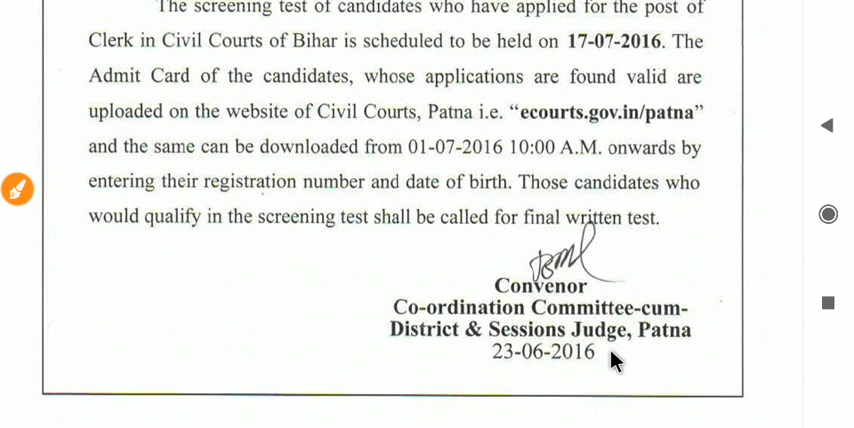 The screening test of candidates who have applied for the post of
Clerk in Civil Courts of Bihar is scheduled to be held on 17-07-2016. The
Admit Card of the candidates, whose applications are found valid are
uploaded on the website of Civil Courts, Patna i.e. “ecourts.gov.in/patna”
and the same can be downloaded from 01-07-2016 10:00 A.M. onwards by
entering their registration number and date of birth. Those candidates who
would qualify in the screening test shall be called for final written test.
Convenor
Co-ordination Committee-cum-
District & Sessions Judge, Patna
23-06-2016